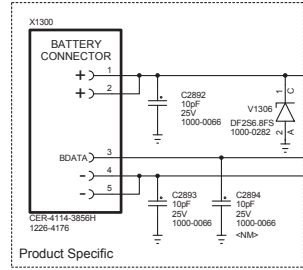 X1300
BATTERY
CONNECTOR
+ 1
+ 2
BDATA 3
- 4
- 5
CER-4114-3856H
1226-4176
C2892
10pF
25V
1000-0066
1 C
V1306
DF2S6.8FS
1000-0282
2 A
C2893
10pF
25V
1000-0066
C2894
10pF
25V
1000-0066
<NM>
Product Specific